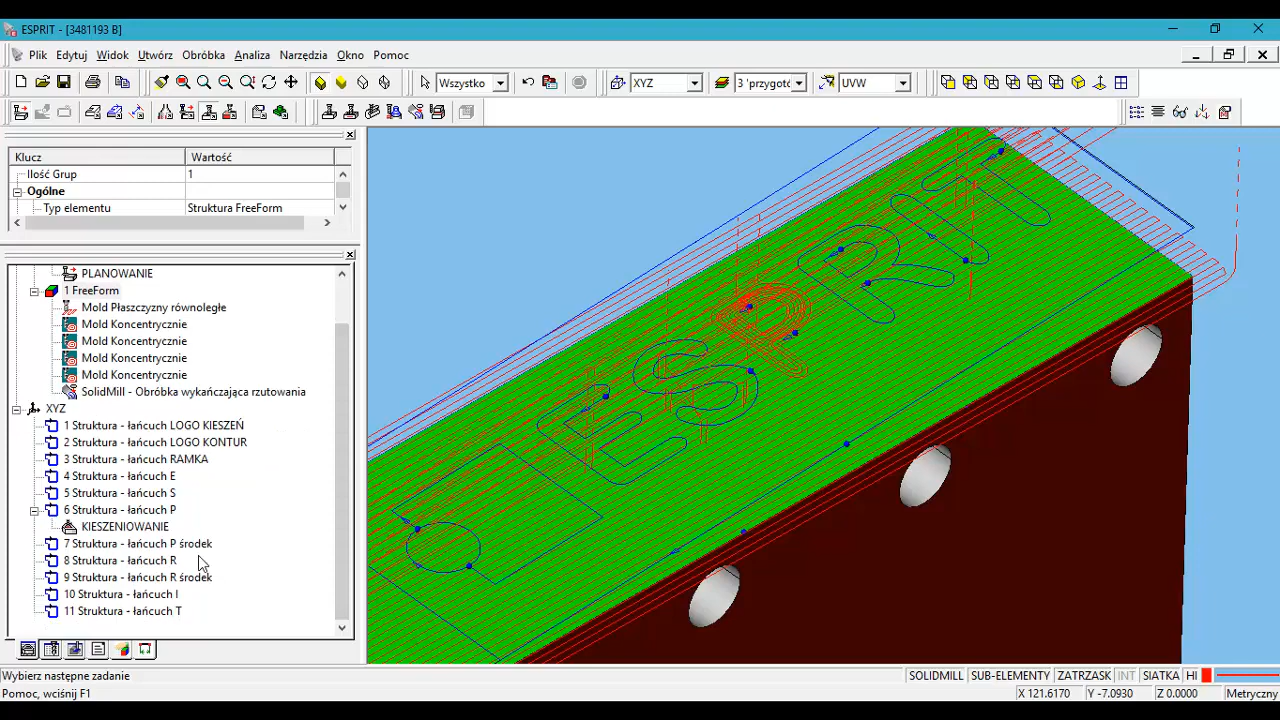 ESPRIT - [3481193 B]
Plik Edytuj Widok Utwórz Obróbka Analiza Narzędzia Okno Pomoc
Wszystko XYZ 3 'przygotó UVW
Klucz Wartość
Ilość Grup 1
Ogólne
Typ elementu Struktura FreeForm
PLANOWANIE
1 FreeForm
Mold Płaszczyzny równoległe
Mold Koncentrycznie
Mold Koncentrycznie
Mold Koncentrycznie
Mold Koncentrycznie
SolidMill - Obróbka wykańczająca rzutowania
XYZ
1 Struktura - łańcuch LOGO KIESZEŃ
2 Struktura - łańcuch LOGO KONTUR
3 Struktura - łańcuch RAMKA
4 Struktura - łańcuch E
5 Struktura - łańcuch S
6 Struktura - łańcuch P
KIESZENIOWANIE
7 Struktura - łańcuch P środek
8 Struktura - łańcuch R
9 Struktura - łańcuch R środek
10 Struktura - łańcuch I
11 Struktura - łańcuch T
ESPRIT
Wybierz następne zadanie
SOLIDMILL SUB-ELEMENTY ZATRZASK INT SIATKA HI
Pomoc, wciśnij F1
X 121.6170 Y -7.0930 Z 0.0000 Metryczny